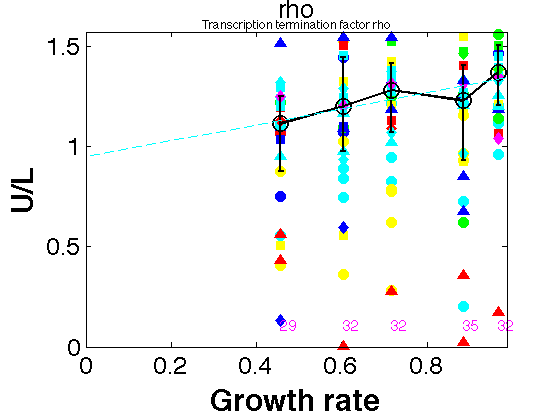 rho
Transcription termination factor rho
1.5
1
0.5
0
U/L
29 32 32 35 32
0 0.2 0.4 0.6 0.8
Growth rate